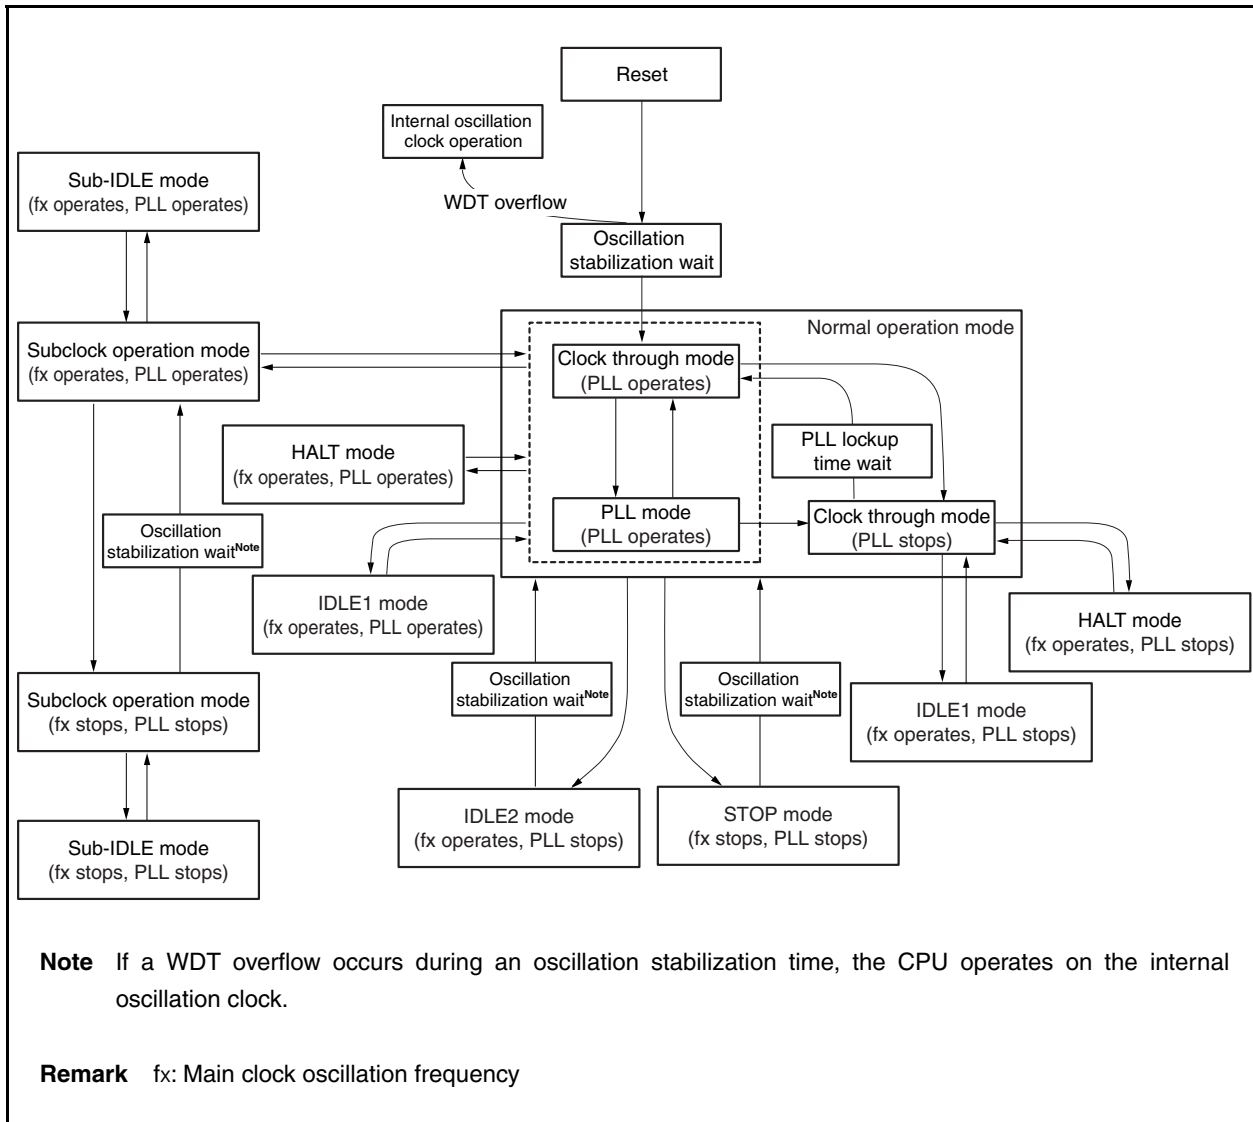 Reset
Internal oscillation
clock operation
WDT overflow
Sub-IDLE mode
(fx operates, PLL operates)
Oscillation
stabilization wait
Normal operation mode
Subclock operation mode
(fx operates, PLL operates)
Clock through mode
(PLL operates)
HALT mode
(fx operates, PLL operates)
PLL lockup
time wait
PLL mode
(PLL operates)
Clock through mode
(PLL stops)
Oscillation
stabilization waitNote
IDLE1 mode
(fx operates, PLL operates)
HALT mode
(fx operates, PLL stops)
Oscillation
stabilization waitNote
Oscillation
stabilization waitNote
Subclock operation mode
(fx stops, PLL stops)
IDLE1 mode
(fx operates, PLL stops)
IDLE2 mode
(fx operates, PLL stops)
STOP mode
(fx stops, PLL stops)
Sub-IDLE mode
(fx stops, PLL stops)
Note If a WDT overflow occurs during an oscillation stabilization time, the CPU operates on the internal
oscillation clock.
Remark fx: Main clock oscillation frequency